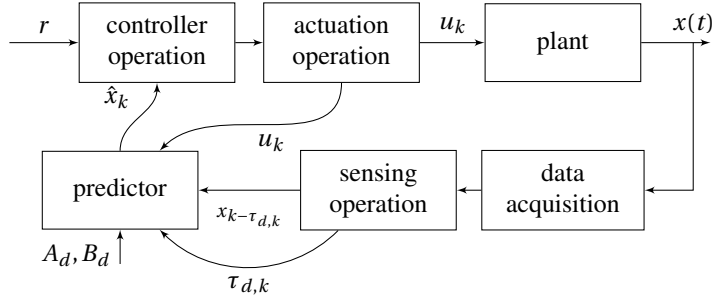 r
controller
operation
actuation
operation
u_k
plant
x(t)
x̂_k
u_k
predictor
x_{k−τ_{d,k}}
sensing
operation
data
acquisition
A_d, B_d
τ_{d,k}